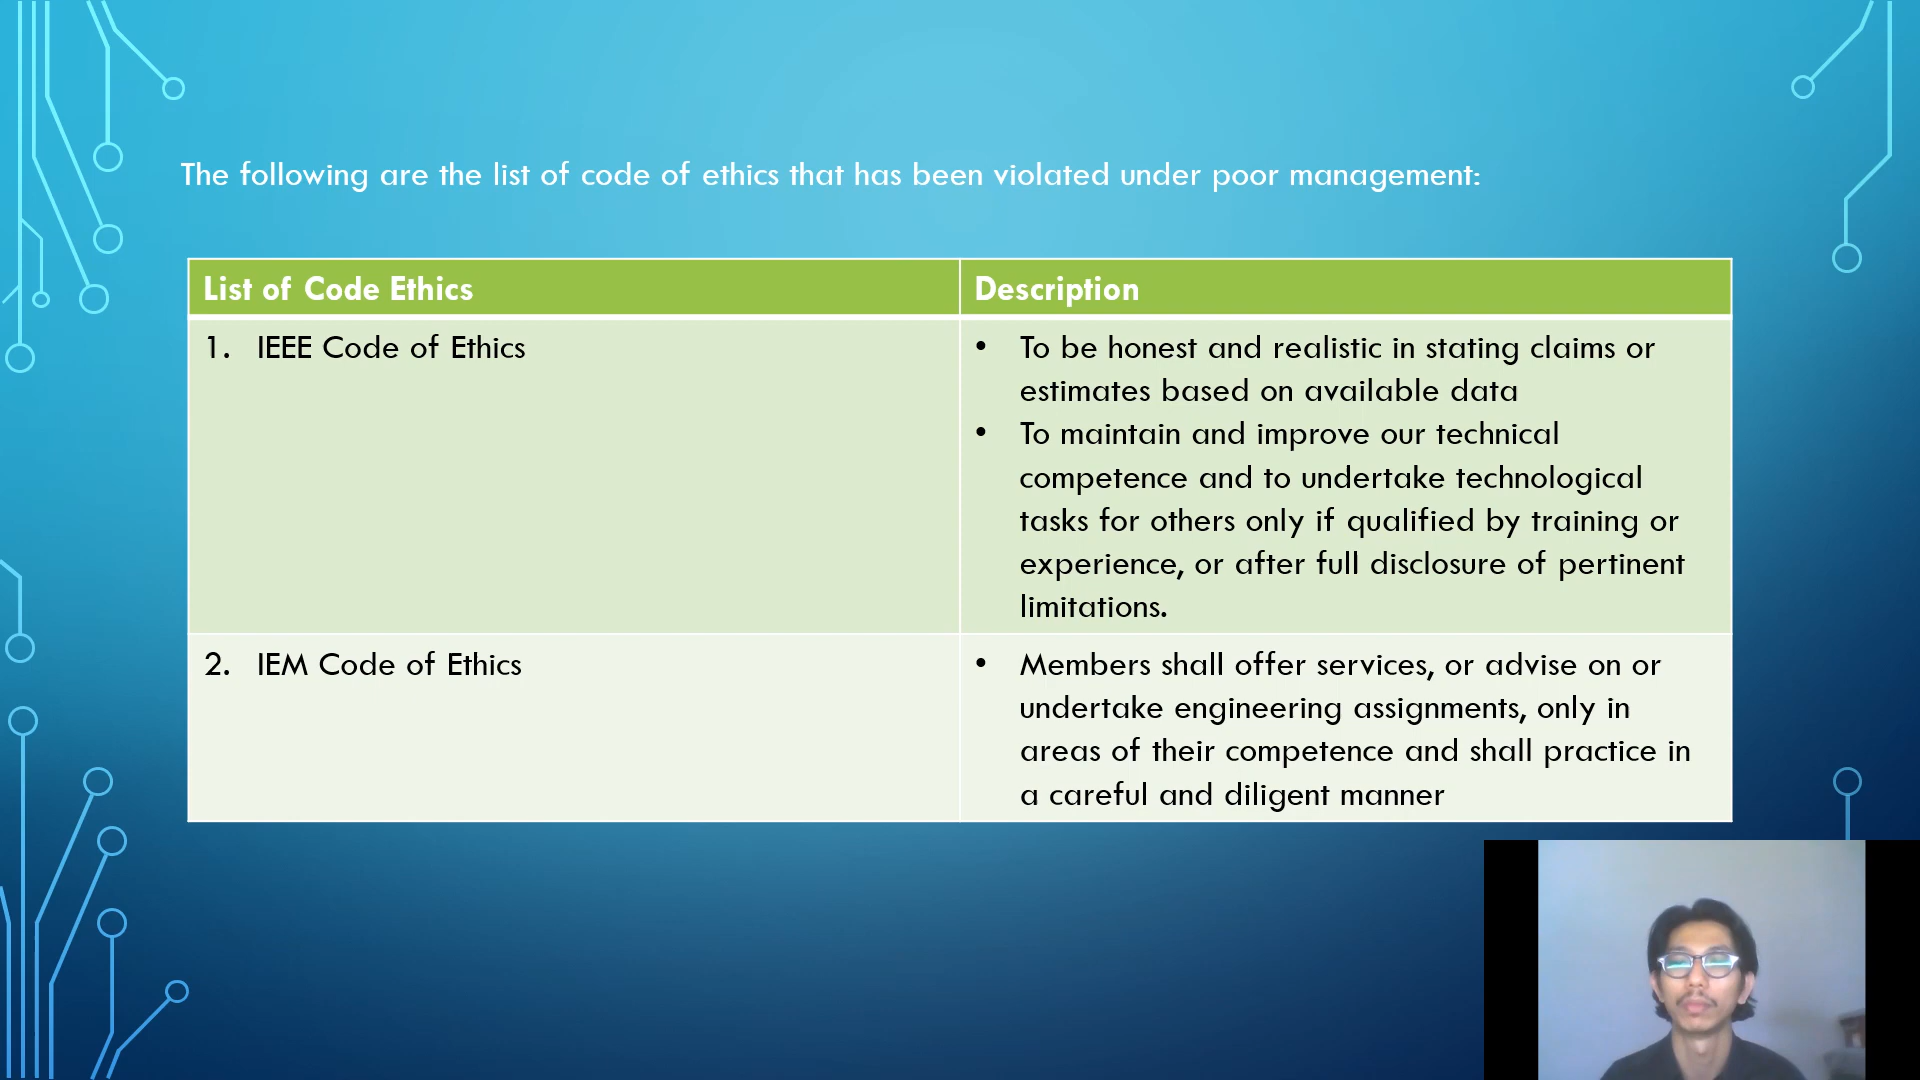 The following are the list of code of ethics that has been violated under poor management:
List of Code Ethics
Description
1. IEEE Code of Ethics
• To be honest and realistic in stating claims or
estimates based on available data
• To maintain and improve our technical
competence and to undertake technological
tasks for others only if qualified by training or
experience, or after full disclosure of pertinent
limitations.
2. IEM Code of Ethics
• Members shall offer services, or advise on or
undertake engineering assignments, only in
areas of their competence and shall practice in
a careful and diligent manner